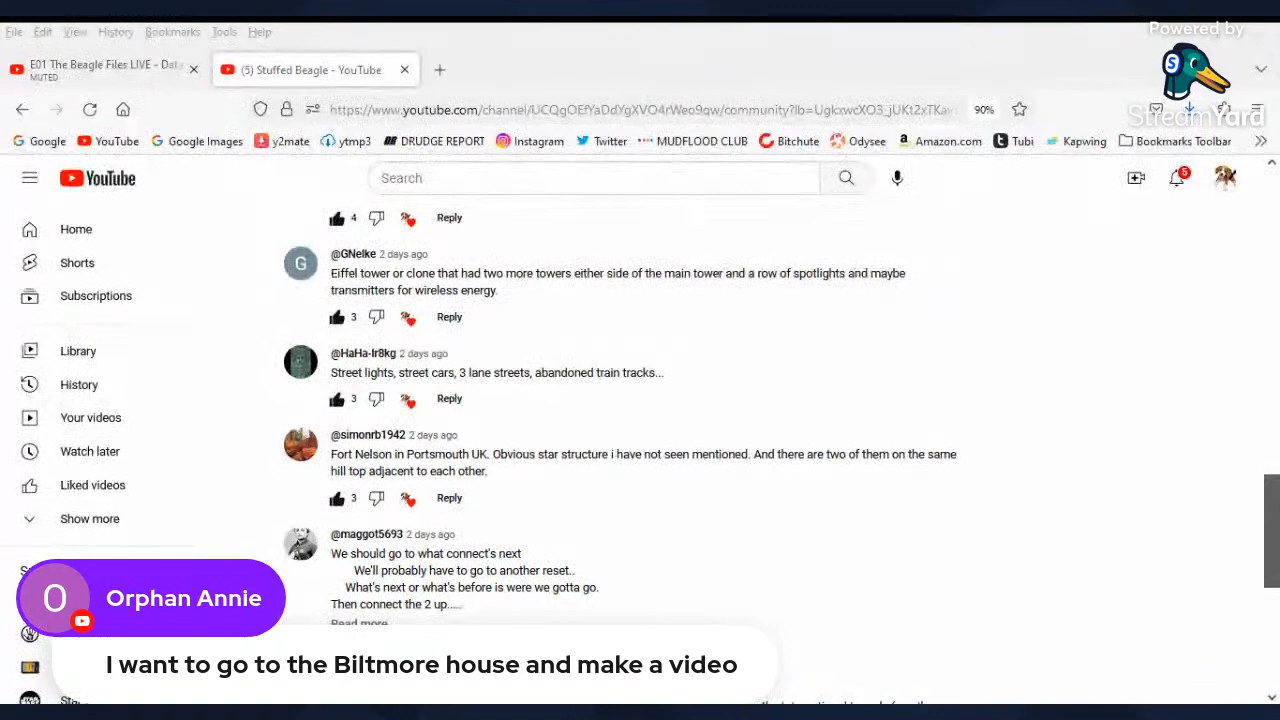 Powered by
StreamYard
File Edit View History Bookmarks Tools Help
E01 The Beagle Files LIVE -
MUTED
(5) Stuffed Beagle - YouTube
90%
Google YouTube Google Images y2mate ytmp3 DRUDGE REPORT Instagram Twitter MUDFLOOD CLUB Bitchute Odysee Amazon.com Tubi Kapwing Bookmarks Toolbar
YouTube
Search
5
Home
Shorts
Subscriptions
Library
History
Your videos
Watch later
Liked videos
Show more
4 Reply
G
@GNelke 2 days ago
Eiffel tower or clone that had two more towers either side of the main tower and a row of spotlights and maybe
transmitters for wireless energy.
3 Reply
@HaHa-lr8kg 2 days ago
Street lights, street cars, 3 lane streets, abandoned train tracks...
3 Reply
@simonrb1942 2 days ago
Fort Nelson in Portsmouth UK. Obvious star structure i have not seen mentioned. And there are two of them on the same
hill top adjacent to each other.
3 Reply
@maggot5693 2 days ago
We should go to what connect's next
We'll probably have to go to another reset..
What's next or what's before is were we gotta go.
Then connect the 2 up.....
Read more
O
Orphan Annie
I want to go to the Biltmore house and make a video